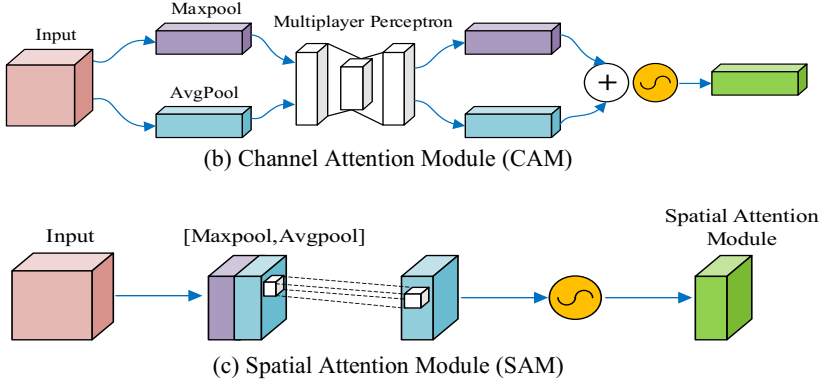 Maxpool
Multiplayer Perceptron
Input
AvgPool
+
(b) Channel Attention Module (CAM)
Spatial Attention
Module
Input
[Maxpool,Avgpool]
(c) Spatial Attention Module (SAM)